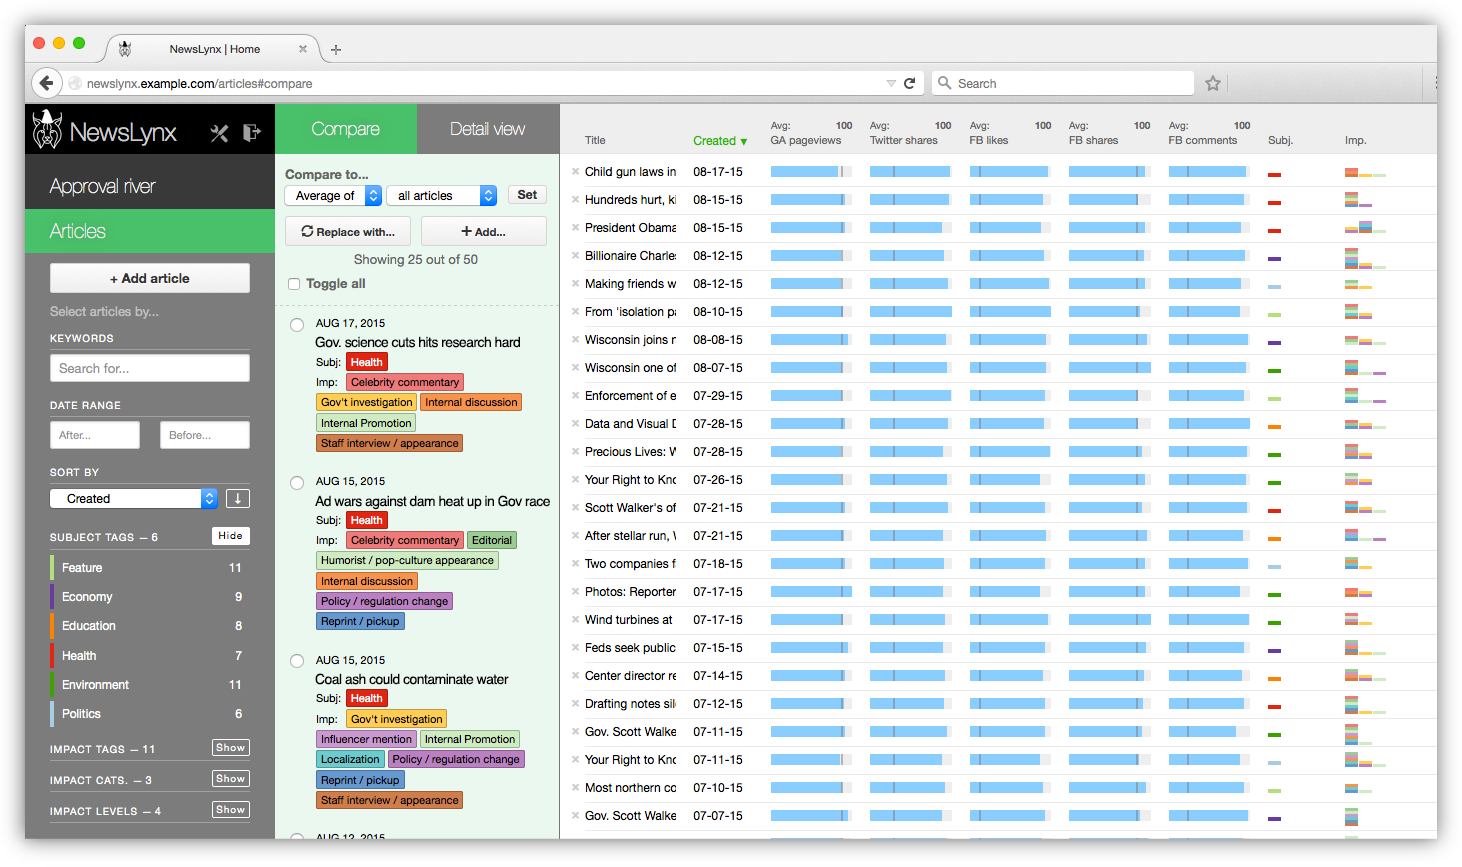 NewsLynx | Home
newslynx.example.com/articles#compare
Search
NewsLynx
Approval river
Articles
+ Add article
Select articles by...
KEYWORDS
Search for...
DATE RANGE
After...
Before...
SORT BY
Created
SUBJECT TAGS – 6
Hide
Feature 11
Economy 9
Education 8
Health 7
Environment 11
Politics 6
IMPACT TAGS – 11
Show
IMPACT CATS. – 3
Show
IMPACT LEVELS – 4
Show
Compare
Detail view
Compare to...
Average of
all articles
Set
Replace with...
+ Add...
Showing 25 out of 50
Toggle all
AUG 17, 2015
Gov. science cuts hits research hard
Subj: Health
Imp: Celebrity commentary
Gov't investigation Internal discussion
Internal Promotion
Staff interview / appearance
AUG 15, 2015
Ad wars against dam heat up in Gov race
Subj: Health
Imp: Celebrity commentary Editorial
Humorist / pop-culture appearance
Internal discussion
Policy / regulation change
Reprint / pickup
AUG 15, 2015
Coal ash could contaminate water
Subj: Health
Imp: Gov't investigation
Influencer mention Internal Promotion
Localization Policy / regulation change
Reprint / pickup
Staff interview / appearance
AUG 12, 2015
Avg: 100 Avg: 100 Avg: 100 Avg: 100 Avg: 100
Title Created ▼ GA pageviews Twitter shares FB likes FB shares FB comments Subj. Imp.
Child gun laws in 08-17-15
Hundreds hurt, ki 08-15-15
President Obama 08-15-15
Billionaire Charle 08-12-15
Making friends w 08-12-15
From 'isolation pa 08-10-15
Wisconsin joins r 08-08-15
Wisconsin one of 08-07-15
Enforcement of e 07-29-15
Data and Visual D 07-28-15
Precious Lives: W 07-28-15
Your Right to Kno 07-26-15
Scott Walker's of 07-21-15
After stellar run, W 07-21-15
Two companies f 07-18-15
Photos: Reporter 07-17-15
Wind turbines at 07-17-15
Feds seek public 07-15-15
Center director re 07-14-15
Drafting notes sil 07-12-15
Gov. Scott Walke 07-11-15
Your Right to Kno 07-11-15
Most northern co 07-10-15
Gov. Scott Walke 07-07-15